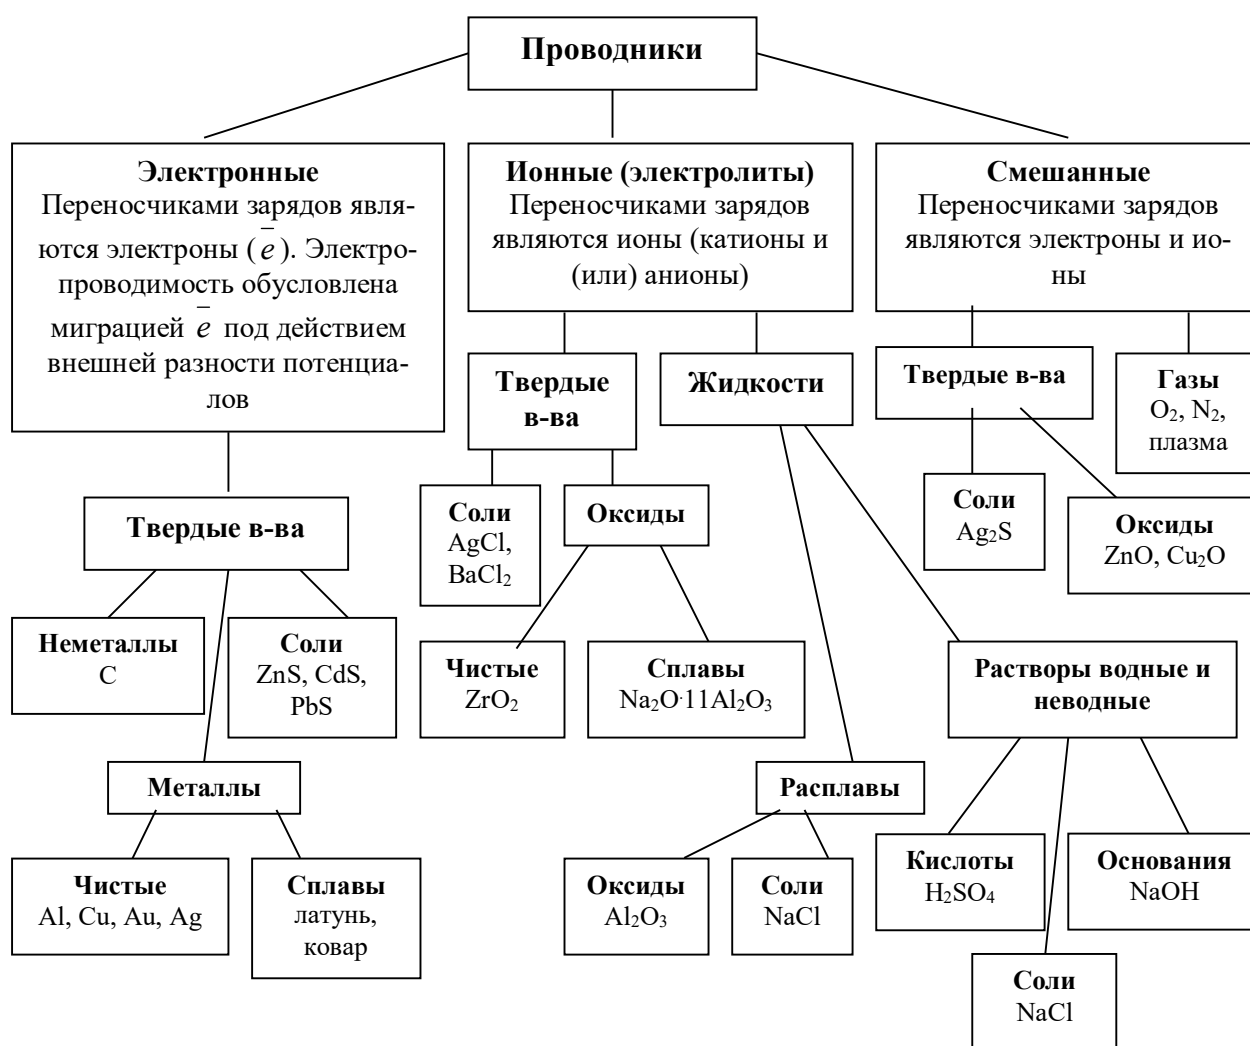 Проводники
Электронные
Переносчиками зарядов явля-
ются электроны (e̅). Электро-
проводимость обусловлена
миграцией e̅ под действием
внешней разности потенциа-
лов
Ионные (электролиты)
Переносчиками зарядов
являются ионы (катионы и
(или) анионы)
Смешанные
Переносчиками зарядов
являются электроны и ио-
ны
Твердые
в-ва
Жидкости
Твердые в-ва
Газы
O₂, N₂,
плазма
Твердые в-ва
Соли
AgCl,
BaCl₂
Оксиды
Соли
Ag₂S
Оксиды
ZnO, Cu₂O
Неметаллы
C
Соли
ZnS, CdS,
PbS
Чистые
ZrO₂
Сплавы
Na₂O·11Al₂O₃
Растворы водные и
неводные
Металлы
Расплавы
Чистые
Al, Cu, Au, Ag
Сплавы
латунь,
ковар
Оксиды
Al₂O₃
Соли
NaCl
Кислоты
H₂SO₄
Основания
NaOH
Соли
NaCl